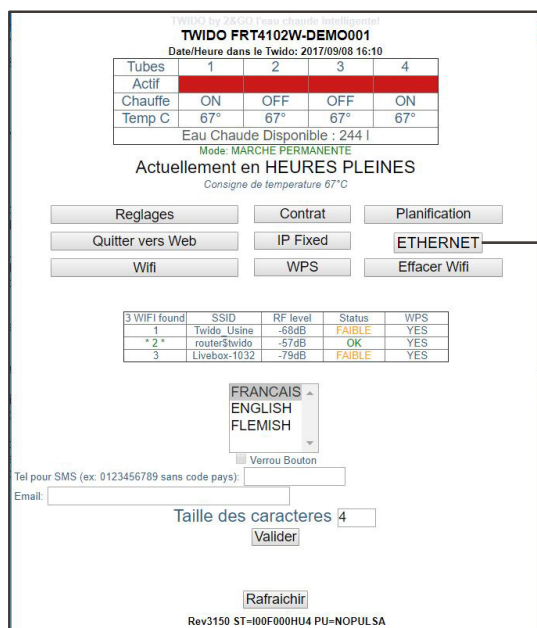 TWIDO by 2&GO l'eau chaude intelligente!
TWIDO FRT4102W-DEMO001
Date/Heure dans le Twido: 2017/09/08 16:10
Tubes 1 2 3 4
Actif
Chauffe ON OFF OFF ON
Temp C 67° 67° 67° 67°
Eau Chaude Disponible : 244 l
Mode: MARCHE PERMANENTE
Actuellement en HEURES PLEINES
Consigne de temperature 67°C
Reglages Contrat Planification
Quitter vers Web IP Fixed ETHERNET
Wifi WPS Effacer Wifi
3 WIFI found SSID RF level Status WPS
1 Twido_Usine -68dB FAIBLE YES
* 2 * router$twido -57dB OK YES
3 Livebox-1032 -79dB FAIBLE YES
FRANCAIS
ENGLISH
FLEMISH
Verrou Bouton
Tel pour SMS (ex: 0123456789 sans code pays):
Email:
Taille des caracteres 4
Valider
Rafraichir
Rev3150 ST=I00F000HU4 PU=NOPULSA